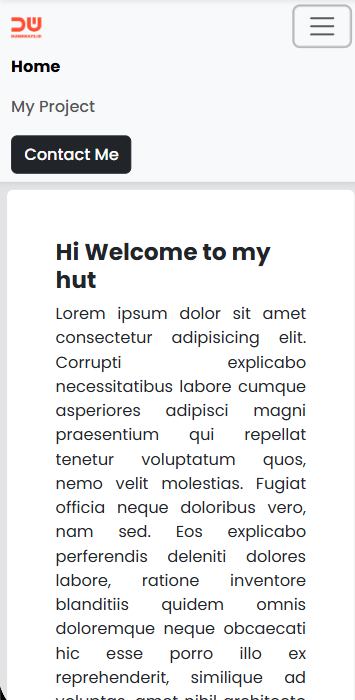 Home
My Project
Contact Me
Hi Welcome to my
hut
Lorem ipsum dolor sit amet
consectetur adipisicing elit.
Corrupti explicabo
necessitatibus labore cumque
asperiores adipisci magni
praesentium qui repellat
tenetur voluptatum quos,
nemo velit molestias. Fugiat
officia neque doloribus vero,
nam sed. Eos explicabo
perferendis deleniti dolores
labore, ratione inventore
blanditiis quidem omnis
doloremque neque obcaecati
hic esse porro illo ex
reprehenderit, similique ad